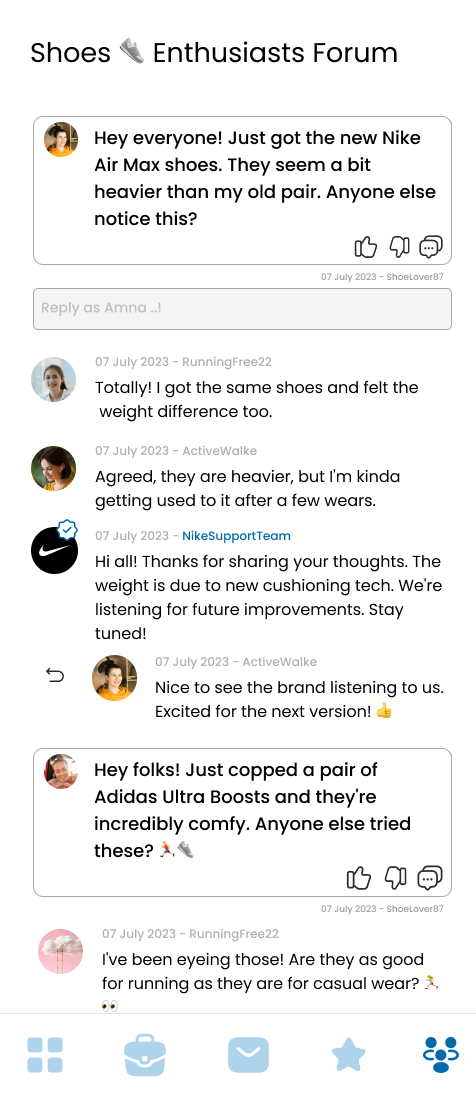 Shoes 👟 Enthusiasts Forum
Hey everyone! Just got the new Nike
Air Max shoes. They seem a bit
heavier than my old pair. Anyone else
notice this?
07 July 2023 - ShoeLover87
Reply as Amna ..!
07 July 2023 - RunningFree22
Totally! I got the same shoes and felt the
weight difference too.
07 July 2023 - ActiveWalke
Agreed, they are heavier, but I'm kinda
getting used to it after a few wears.
07 July 2023 - NikeSupportTeam
Hi all! Thanks for sharing your thoughts. The
weight is due to new cushioning tech. We're
listening for future improvements. Stay
tuned!
07 July 2023 - ActiveWalke
Nice to see the brand listening to us.
Excited for the next version! 👍
Hey folks! Just copped a pair of
Adidas Ultra Boosts and they're
incredibly comfy. Anyone else tried
these? 🏃‍♀️👟
07 July 2023 - ShoeLover87
07 July 2023 - RunningFree22
I've been eyeing those! Are they as good
for running as they are for casual wear? 🏃
👀